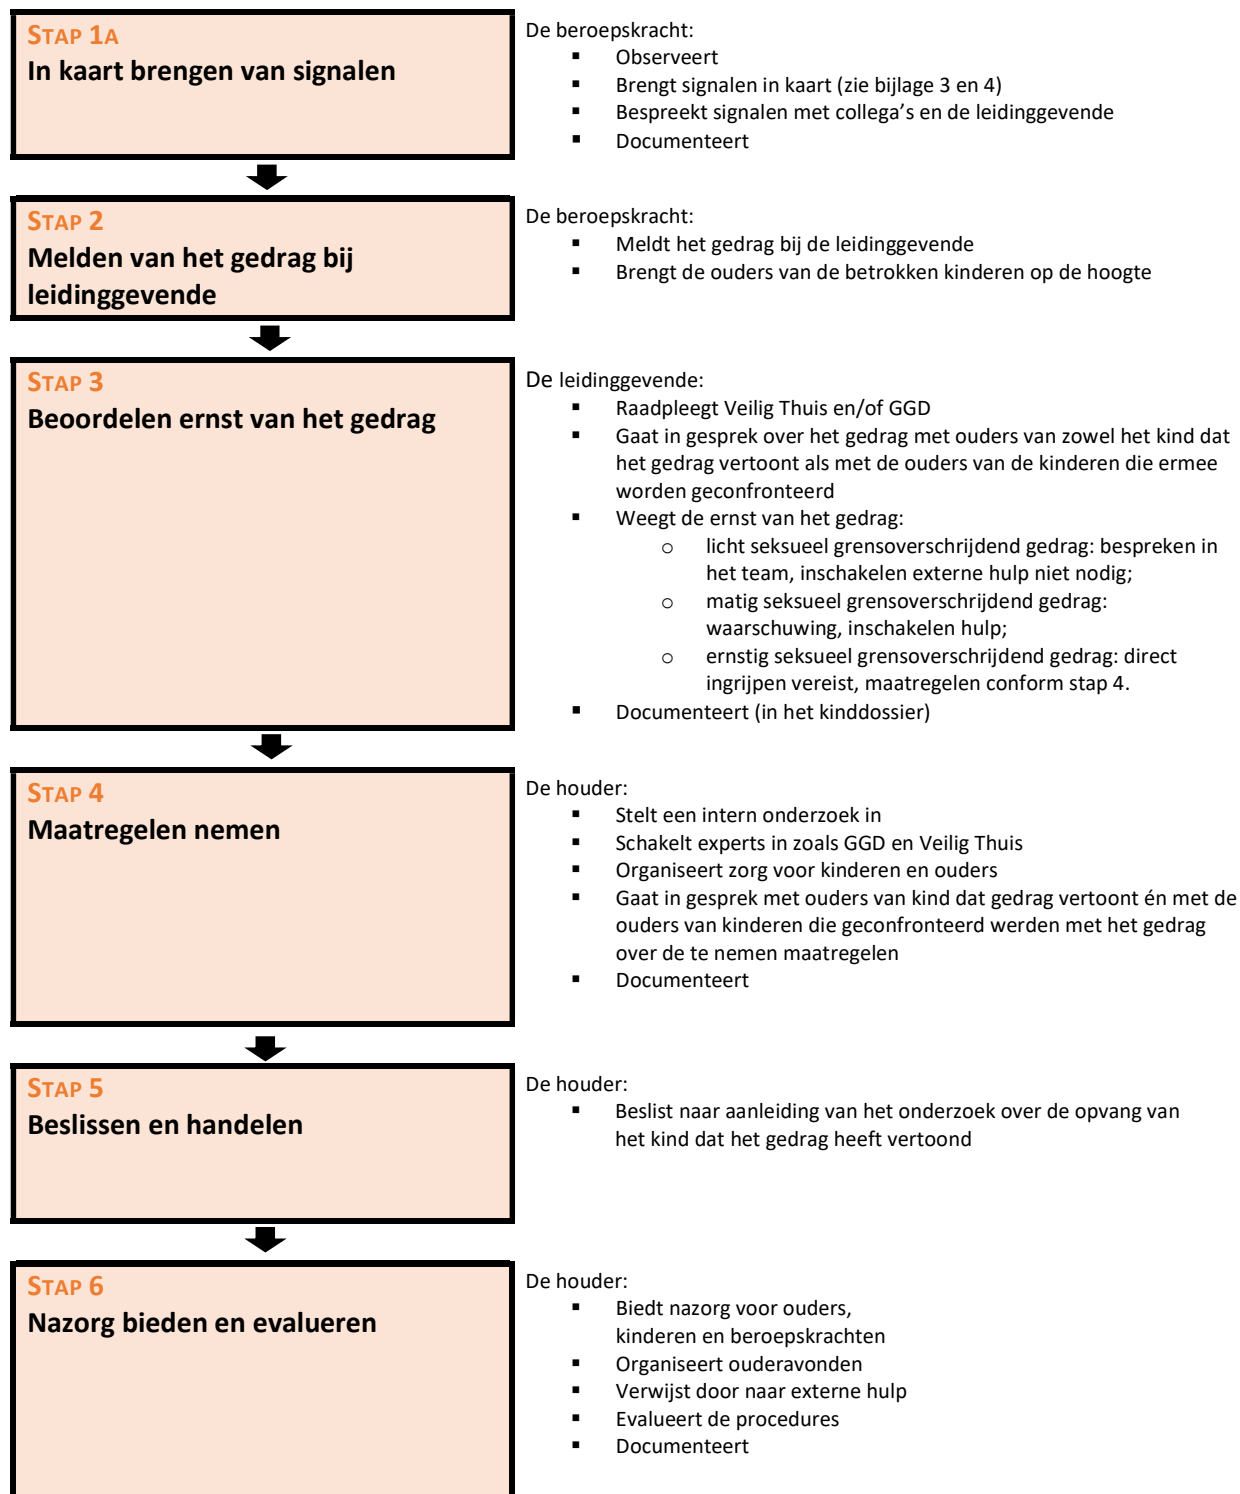 STAP 1A
In kaart brengen van signalen
De beroepskracht:
▪ Observeert
▪ Brengt signalen in kaart (zie bijlage 3 en 4)
▪ Bespreekt signalen met collega’s en de leidinggevende
▪ Documenteert
STAP 2
Melden van het gedrag bij
leidinggevende
De beroepskracht:
▪ Meldt het gedrag bij de leidinggevende
▪ Brengt de ouders van de betrokken kinderen op de hoogte
STAP 3
Beoordelen ernst van het gedrag
De leidinggevende:
▪ Raadpleegt Veilig Thuis en/of GGD
▪ Gaat in gesprek over het gedrag met ouders van zowel het kind dat
het gedrag vertoont als met de ouders van de kinderen die ermee
worden geconfronteerd
▪ Weegt de ernst van het gedrag:
o licht seksueel grensoverschrijdend gedrag: bespreken in
het team, inschakelen externe hulp niet nodig;
o matig seksueel grensoverschrijdend gedrag:
waarschuwing, inschakelen hulp;
o ernstig seksueel grensoverschrijdend gedrag: direct
ingrijpen vereist, maatregelen conform stap 4.
▪ Documenteert (in het kinddossier)
STAP 4
Maatregelen nemen
De houder:
▪ Stelt een intern onderzoek in
▪ Schakelt experts in zoals GGD en Veilig Thuis
▪ Organiseert zorg voor kinderen en ouders
▪ Gaat in gesprek met ouders van kind dat gedrag vertoont én met de
ouders van kinderen die geconfronteerd werden met het gedrag
over de te nemen maatregelen
▪ Documenteert
STAP 5
Beslissen en handelen
De houder:
▪ Beslist naar aanleiding van het onderzoek over de opvang van
het kind dat het gedrag heeft vertoond
STAP 6
Nazorg bieden en evalueren
De houder:
▪ Biedt nazorg voor ouders,
kinderen en beroepskrachten
▪ Organiseert ouderavonden
▪ Verwijst door naar externe hulp
▪ Evalueert de procedures
▪ Documenteert